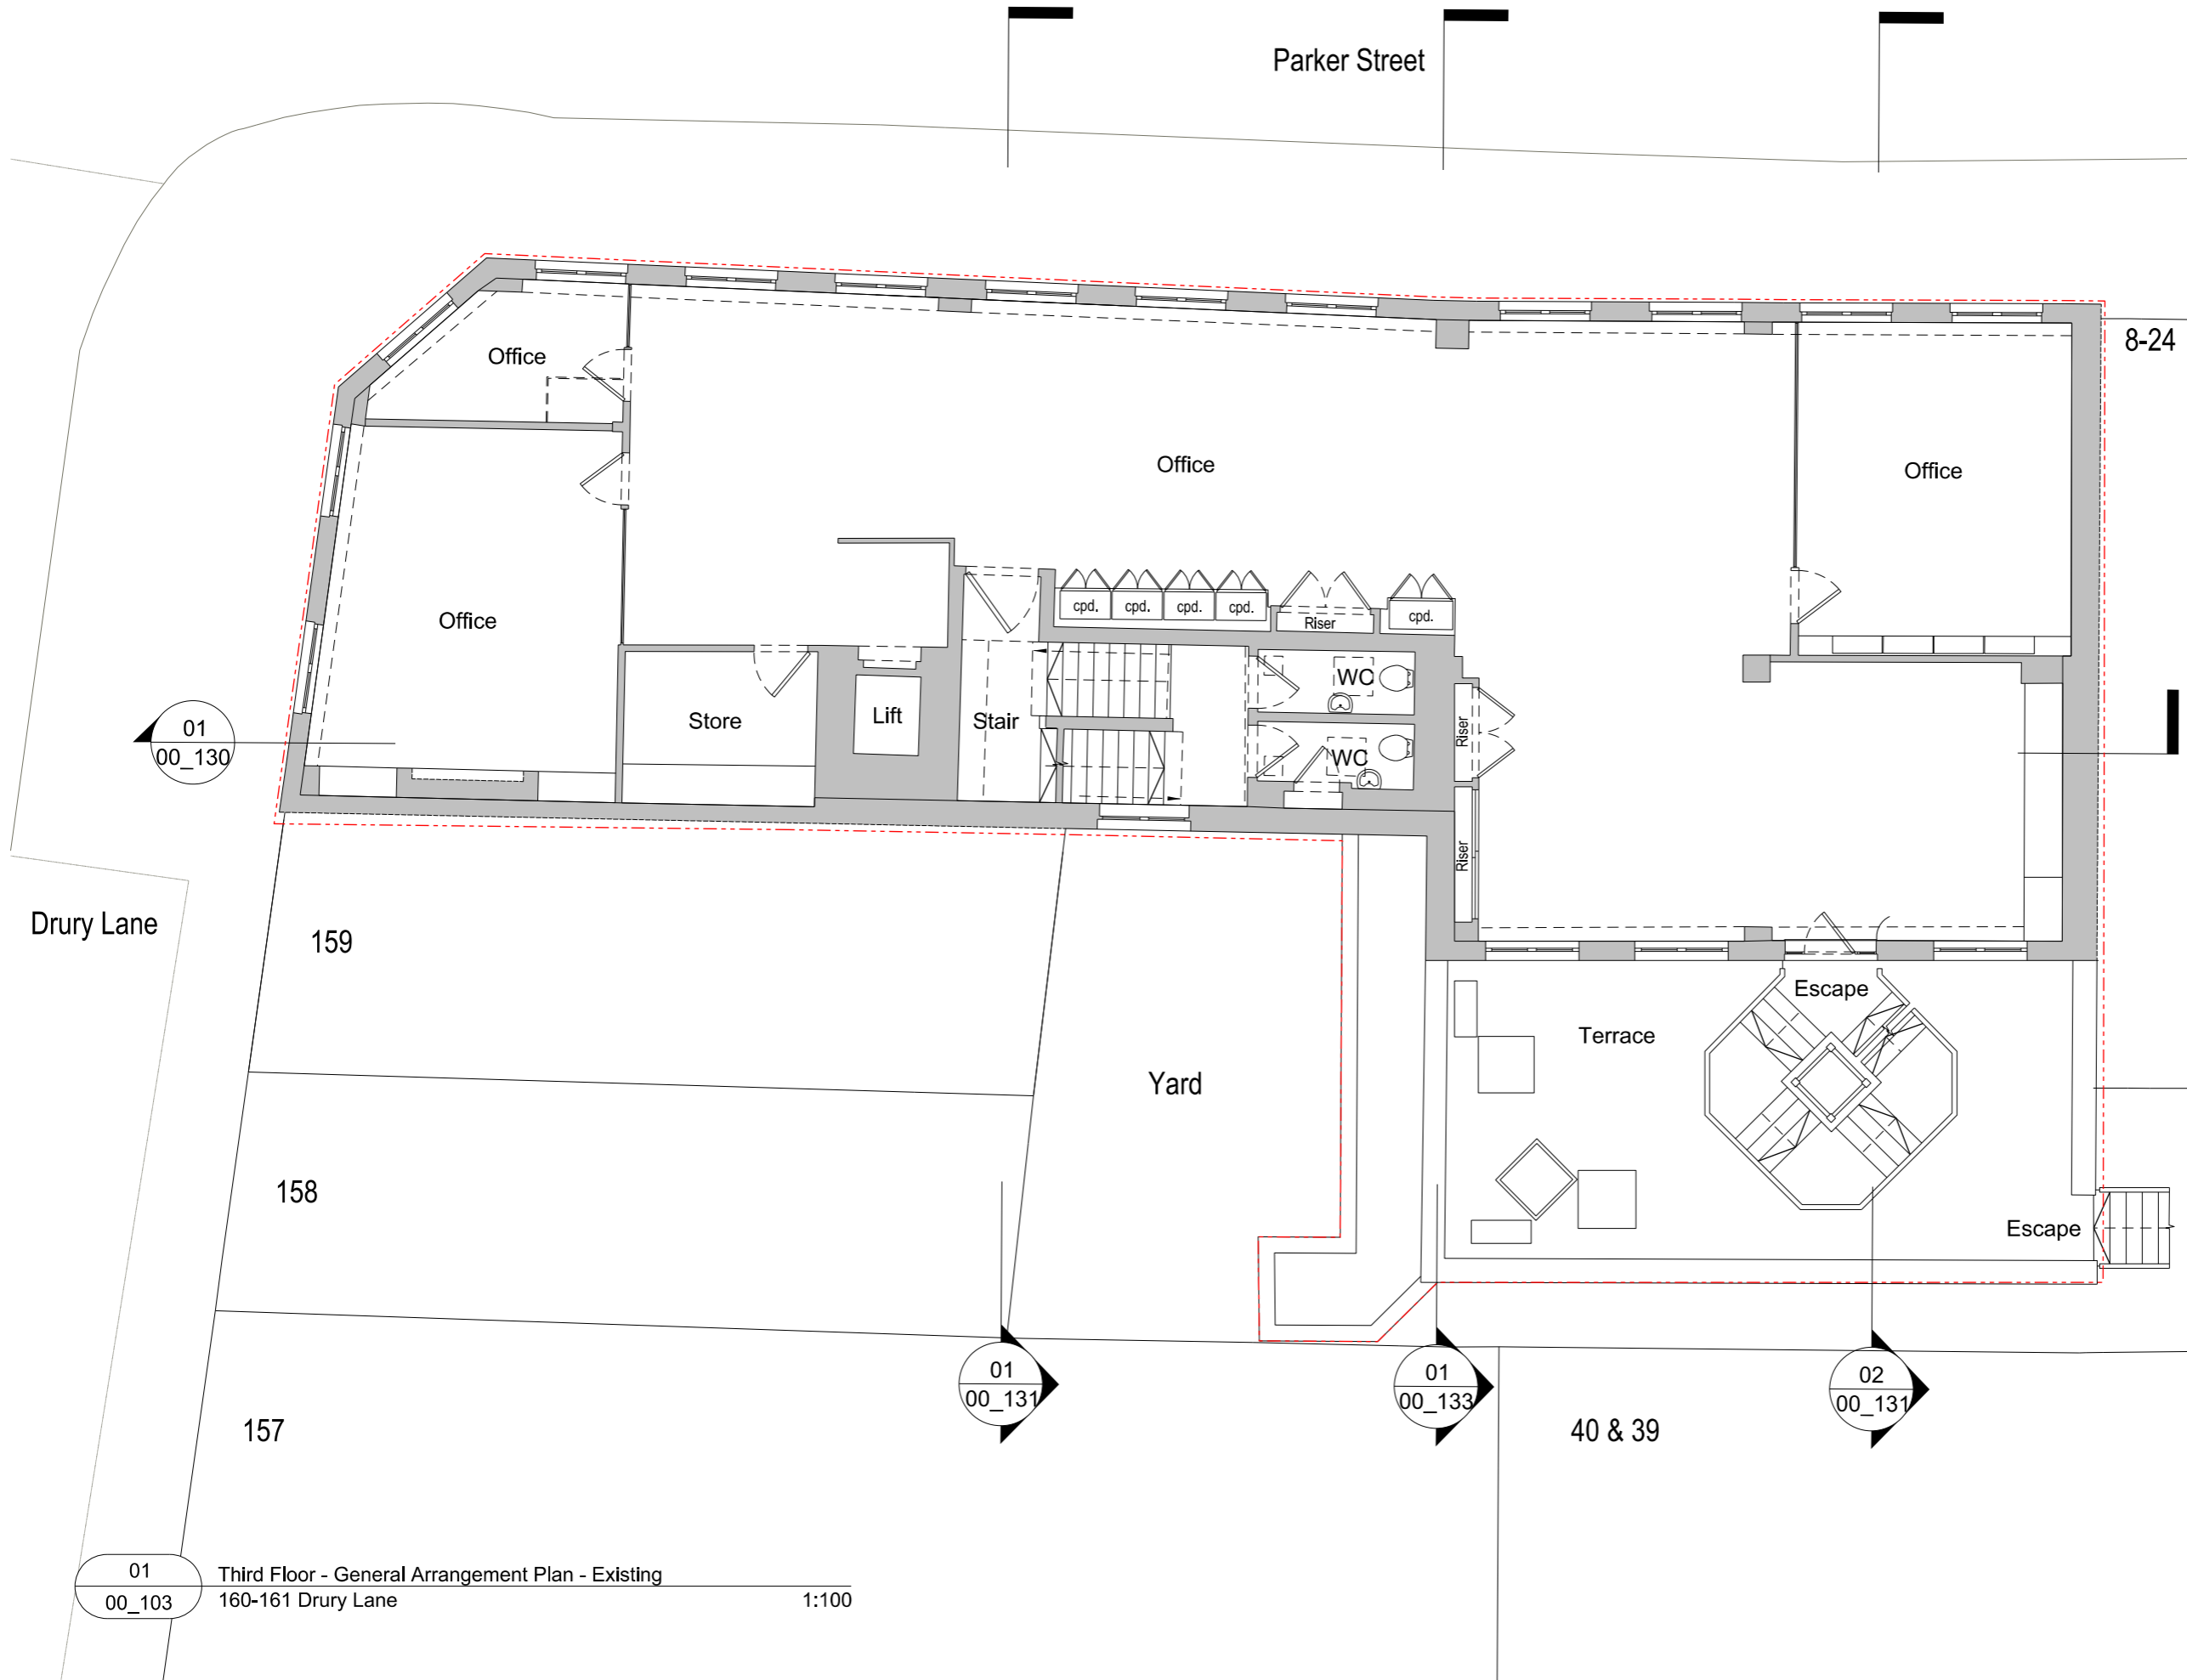 Parker Street
8-24
Office
Office
Office
Office
cpd.
cpd.
cpd.
cpd.
Riser
cpd.
WC
Store
Lift
Stair
Riser
01
00_130
WC
Riser
Drury Lane
159
Escape
Terrace
Yard
158
Escape
01
00_131
01
00_133
02
00_131
157
40 & 39
01
00_103
Third Floor - General Arrangement Plan - Existing
160-161 Drury Lane
1:100